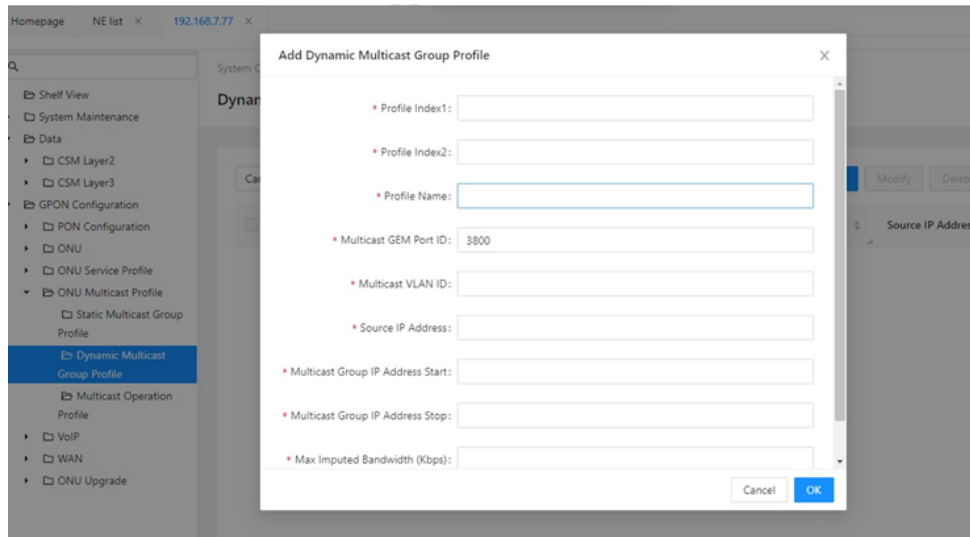 Homepage NE list × 192.168.7.77 ×
System C
Dynar
Shelf View
System Maintenance
Data
CSM Layer2
CSM Layer3
GPON Configuration
PON Configuration
ONU
ONU Service Profile
ONU Multicast Profile
Static Multicast Group
Profile
Dynamic Multicast
Group Profile
Multicast Operation
Profile
VoIP
WAN
ONU Upgrade
Add Dynamic Multicast Group Profile
* Profile Index1:
* Profile Index2:
* Profile Name:
* Multicast GEM Port ID: 3800
* Multicast VLAN ID:
* Source IP Address:
* Multicast Group IP Address Start:
* Multicast Group IP Address Stop:
* Max Imputed Bandwidth (Kbps):
Cancel OK
Modify Delete
Source IP Addres